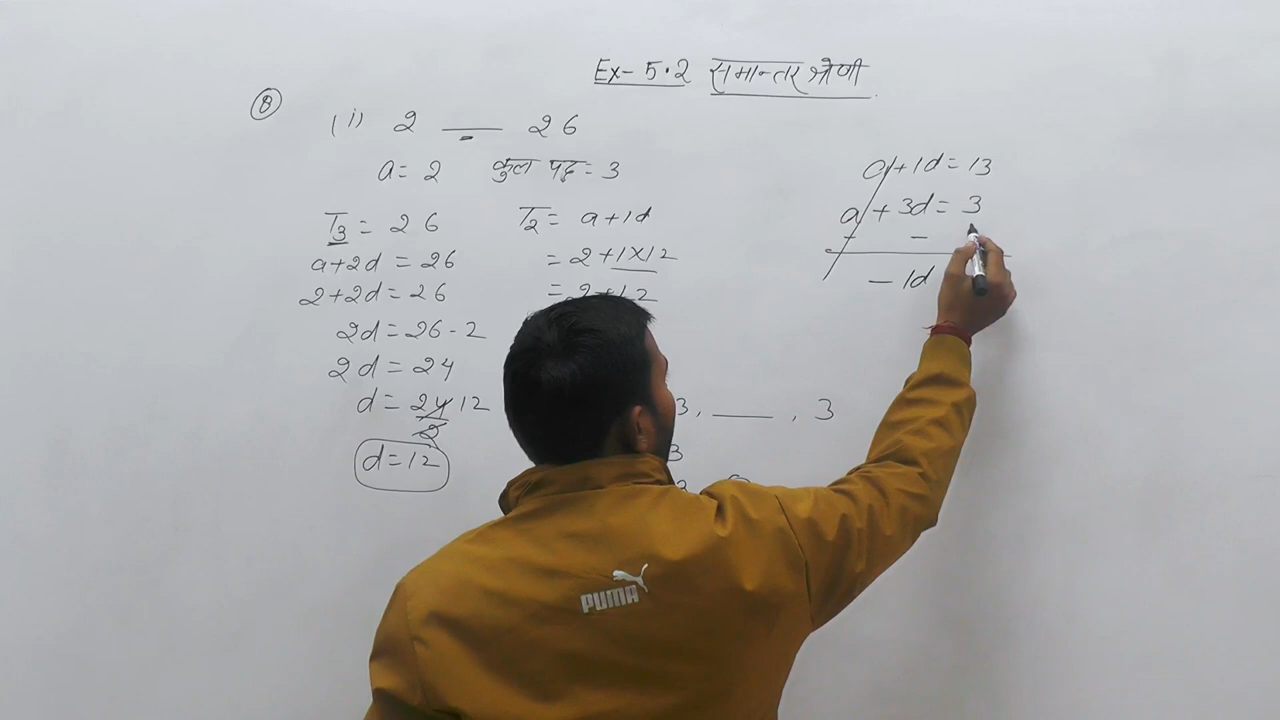 Ex- 5.2 समान्तर श्रेणी
8
(i) 2 ___ 26
a = 2 कुल पद = 3
T3 = 26
a+2d = 26
2+2d = 26
2d = 26 - 2
2d = 24
d = 24/2 12
d = 12
T2 = a+1d
= 2+1×12
= 2+12
3, ___ , 3
3
a+1d = 13
a+3d = 3
- -
- 1d
PUMA